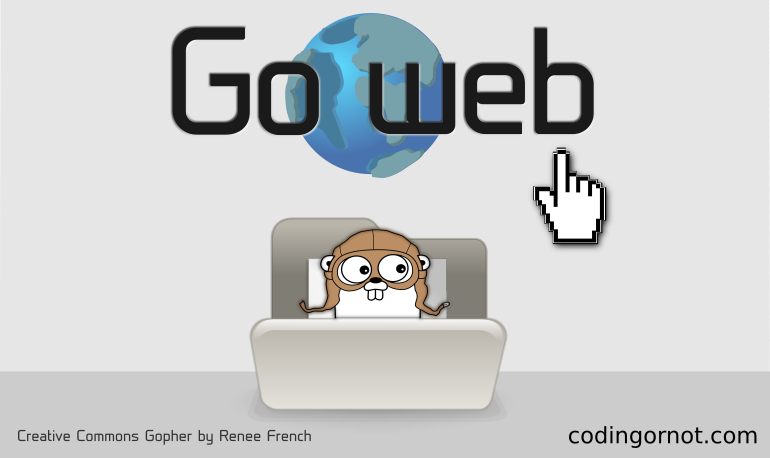 Go web
Creative Commons Gopher by Renee French
codingornot.com